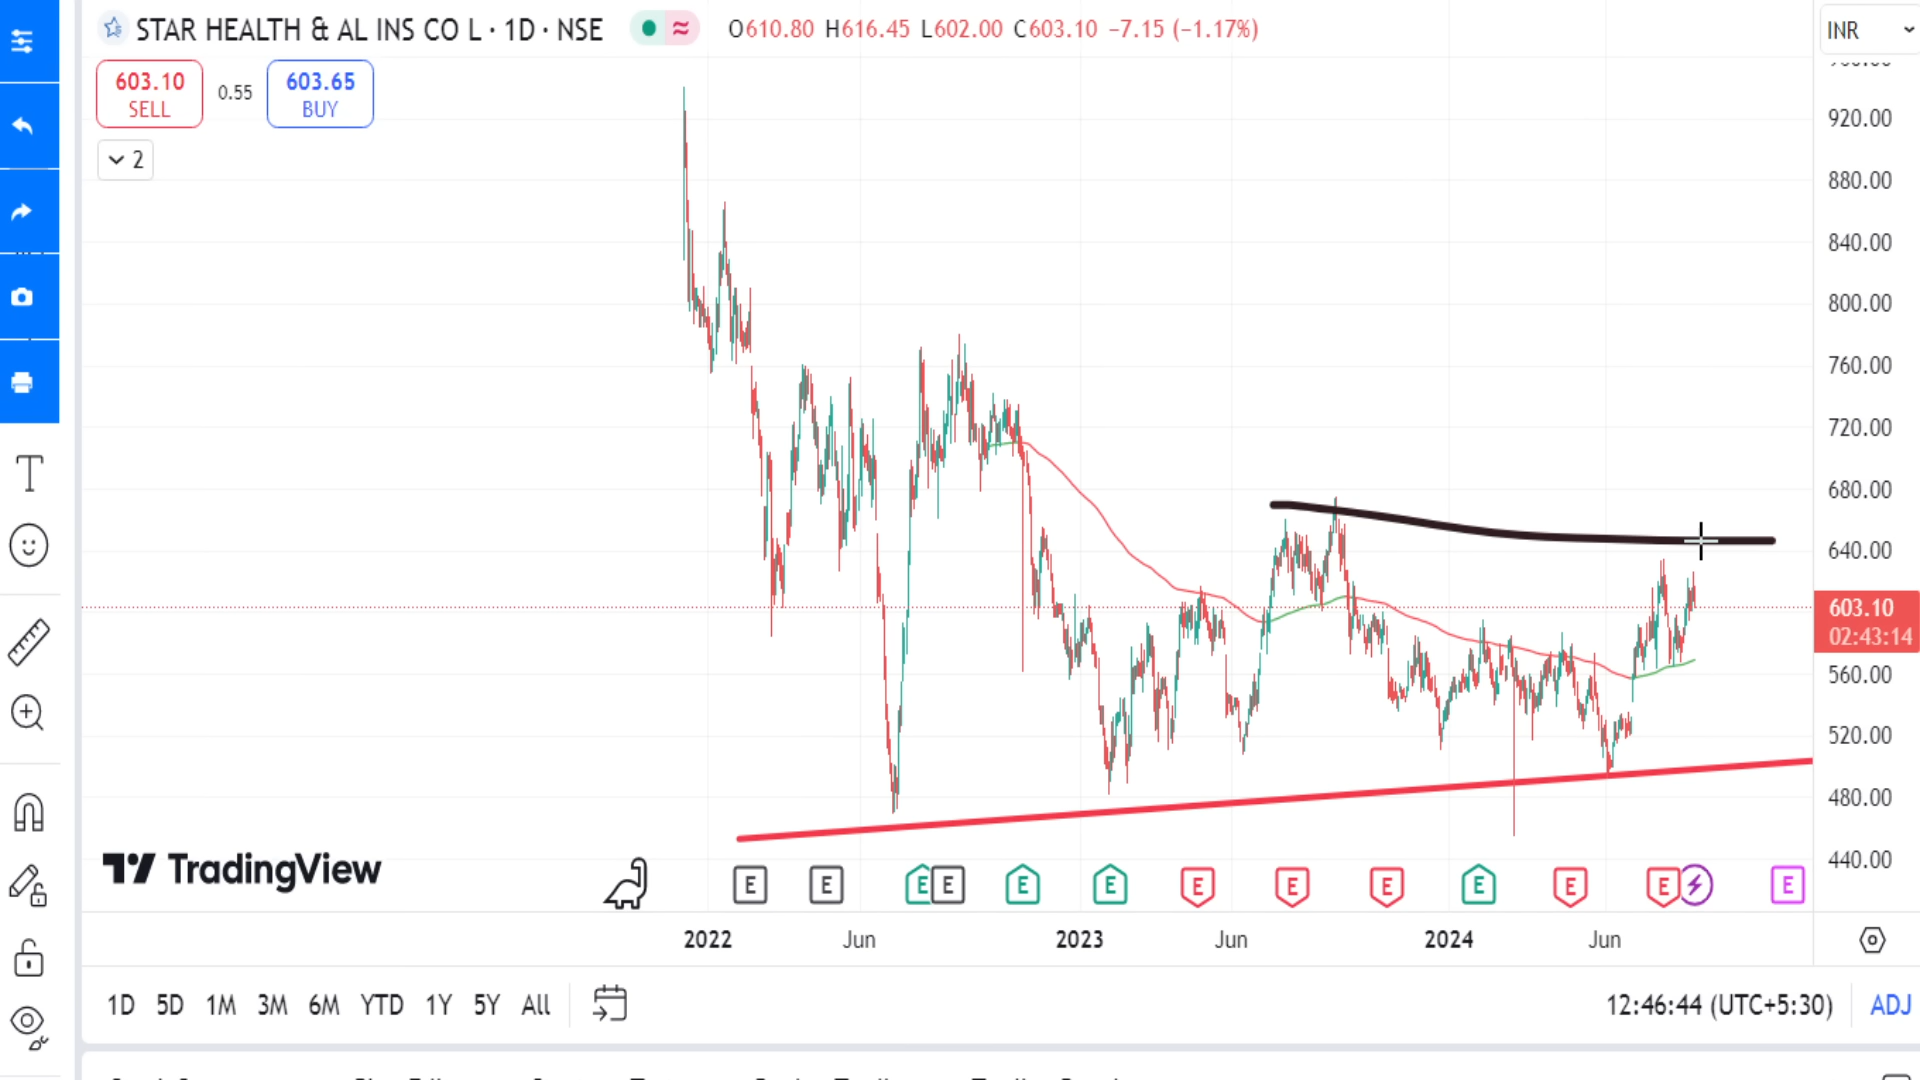 STAR HEALTH & AL INS CO L · 1D · NSE O610.80 H616.45 L602.00 C603.10 −7.15 (−1.17%)
INR
603.10 SELL
0.55
603.65 BUY
2
920.00
880.00
840.00
800.00
760.00
720.00
680.00
640.00
603.10
02:43:14
560.00
520.00
480.00
440.00
TradingView
E E E E E E E E E E E E E E
2022 Jun 2023 Jun 2024 Jun
1D 5D 1M 3M 6M YTD 1Y 5Y All
12:46:44 (UTC+5:30) ADJ